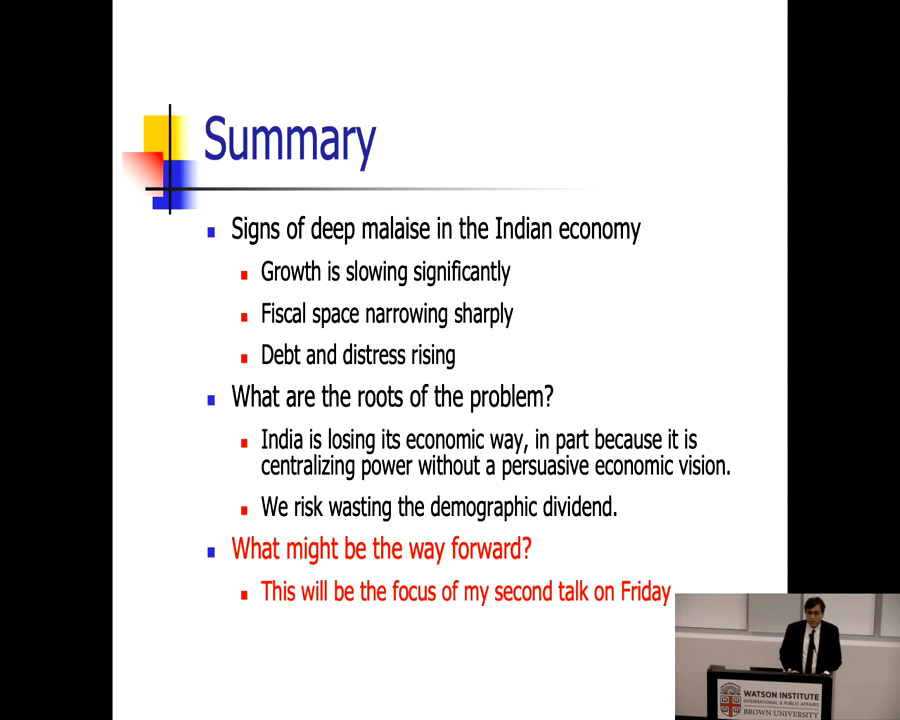 Summary
Signs of deep malaise in the Indian economy
Growth is slowing significantly
Fiscal space narrowing sharply
Debt and distress rising
What are the roots of the problem?
India is losing its economic way, in part because it is
centralizing power without a persuasive economic vision.
We risk wasting the demographic dividend.
What might be the way forward?
This will be the focus of my second talk on Friday
WATSON INSTITUTE
INTERNATIONAL & PUBLIC AFFAIRS
BROWN UNIVERSITY